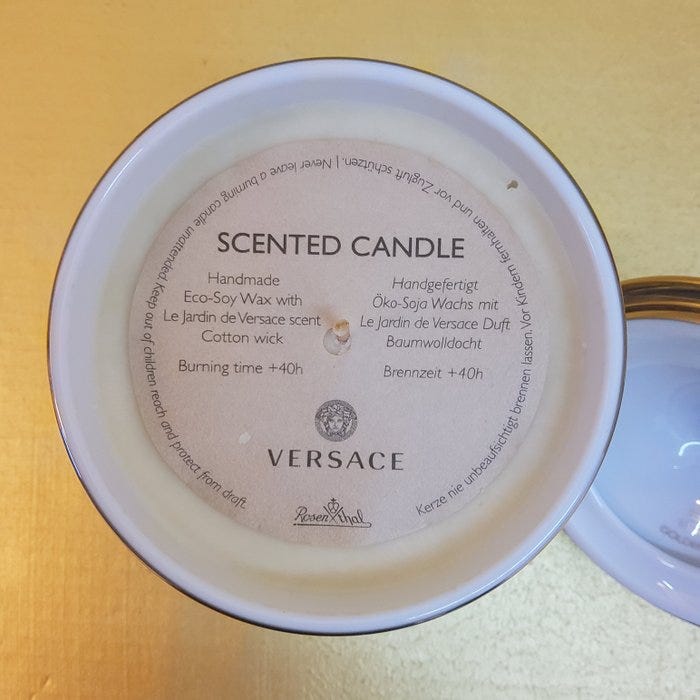 SCENTED CANDLE
Handmade
Eco-Soy Wax with
Le Jardin de Versace scent
Cotton wick
Burning time +40h
Handgefertigt
Öko-Soja Wachs mit
Le Jardin de Versace Duft
Baumwolldocht
Brennzeit +40h
VERSACE
Rosenthal
Never leave a burning candle unattended Keep out of children reach and protect from draft.
Kerze nie unbeaufsichtigt brennen lassen. Vor Kindern fernhalten und vor Zugluft schützen. |